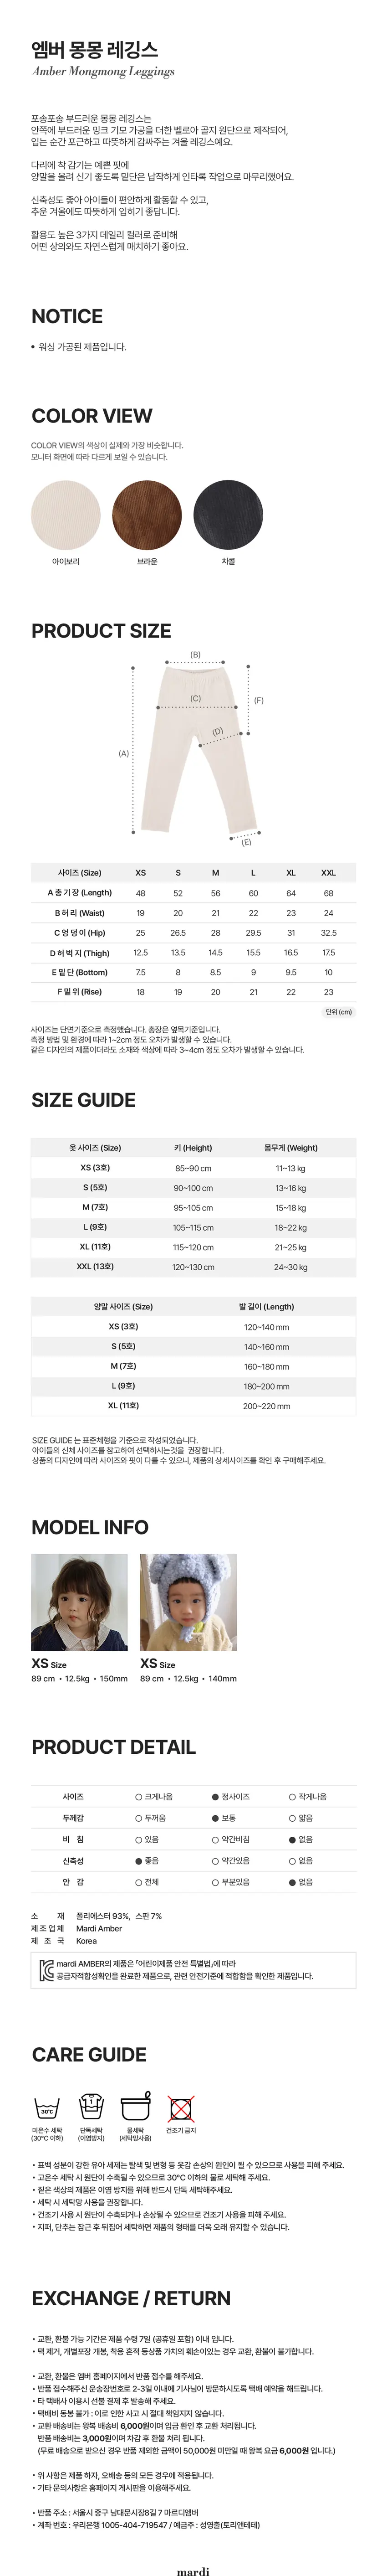 엠버 몽몽 레깅스
Amber Mongmong Leggings
포송포송 부드러운 몽몽 레깅스는
안쪽에 부드러운 밍크 기모 가공을 더한 벨로아 골지 원단으로 제작되어,
입는 순간 포근하고 따뜻하게 감싸주는 겨울 레깅스예요.
다리에 착 감기는 예쁜 핏에
양말을 올려 신기 좋도록 밑단은 납작하게 인타록 작업으로 마무리했어요.
신축성도 좋아 아이들이 편안하게 활동할 수 있고,
추운 겨울에도 따뜻하게 입히기 좋답니다.
활용도 높은 3가지 데일리 컬러로 준비해
어떤 상의와도 자연스럽게 매치하기 좋아요.
NOTICE
• 워싱 가공된 제품입니다.
COLOR VIEW
COLOR VIEW의 색상이 실제와 가장 비슷합니다.
모니터 화면에 따라 다르게 보일 수 있습니다.
아이보리 브라운 차콜
PRODUCT SIZE
(B)
(C)
(F)
(D)
(A)
(E)
사이즈 (Size) XS S M L XL XXL
A 총 기 장 (Length) 48 52 56 60 64 68
B 허 리 (Waist) 19 20 21 22 23 24
C 엉 덩 이 (Hip) 25 26.5 28 29.5 31 32.5
D 허 벅 지 (Thigh) 12.5 13.5 14.5 15.5 16.5 17.5
E 밑 단 (Bottom) 7.5 8 8.5 9 9.5 10
F 밑 위 (Rise) 18 19 20 21 22 23
단위 (cm)
사이즈는 단면기준으로 측정했습니다. 총장은 옆목기준입니다.
측정 방법 및 환경에 따라 1~2cm 정도 오차가 발생할 수 있습니다.
같은 디자인의 제품이더라도 소재와 색상에 따라 3~4cm 정도 오차가 발생할 수 있습니다.
SIZE GUIDE
옷 사이즈 (Size) 키 (Height) 몸무게 (Weight)
XS (3호) 85~90 cm 11~13 kg
S (5호) 90~100 cm 13~16 kg
M (7호) 95~105 cm 15~18 kg
L (9호) 105~115 cm 18~22 kg
XL (11호) 115~120 cm 21~25 kg
XXL (13호) 120~130 cm 24~30 kg
양말 사이즈 (Size) 발 길이 (Length)
XS (3호) 120~140 mm
S (5호) 140~160 mm
M (7호) 160~180 mm
L (9호) 180~200 mm
XL (11호) 200~220 mm
SIZE GUIDE 는 표준체형을 기준으로 작성되었습니다.
아이들의 신체 사이즈를 참고하여 선택하시는것을 권장합니다.
상품의 디자인에 따라 사이즈와 핏이 다를 수 있으니, 제품의 상세사이즈를 확인 후 구매해주세요.
MODEL INFO
XS Size XS Size
89 cm • 12.5kg • 150mm 89 cm • 12.5kg • 140mm
PRODUCT DETAIL
사이즈 ○ 크게나옴 ● 정사이즈 ○ 작게나옴
두께감 ○ 두꺼움 ● 보통 ○ 얇음
비 침 ○ 있음 ○ 약간비침 ● 없음
신축성 ● 좋음 ○ 약간있음 ○ 없음
안 감 ○ 전체 ○ 부분있음 ● 없음
소 재 폴리에스터 93%, 스판 7%
제 조 업 체 Mardi Amber
제 조 국 Korea
mardi AMBER의 제품은 「어린이제품 안전 특별법」에 따라
공급자적합성확인을 완료한 제품으로, 관련 안전기준에 적합함을 확인한 제품입니다.
CARE GUIDE
30°C 1
미온수 세탁 단독세탁 물세탁 건조기 금지
(30°C 이하) (이염방지) (세탁망사용)
• 표백 성분이 강한 유아 세제는 탈색 및 변형 등 옷감 손상의 원인이 될 수 있으므로 사용을 피해 주세요.
• 고온수 세탁 시 원단이 수축될 수 있으므로 30°C 이하의 물로 세탁해 주세요.
• 짙은 색상의 제품은 이염 방지를 위해 반드시 단독 세탁해주세요.
• 세탁 시 세탁망 사용을 권장합니다.
• 건조기 사용 시 원단이 수축되거나 손상될 수 있으므로 건조기 사용을 피해 주세요.
• 지퍼, 단추는 잠근 후 뒤집어 세탁하면 제품의 형태를 더욱 오래 유지할 수 있습니다.
EXCHANGE / RETURN
• 교환, 환불 가능 기간은 제품 수령 7일 (공휴일 포함) 이내 입니다.
• 택 제거, 개별포장 개봉, 착용 흔적 등상품 가치의 훼손이있는 경우 교환, 환불이 불가합니다.
• 교환, 환불은 엠버 홈페이지에서 반품 접수를 해주세요.
• 반품 접수해주신 운송장번호로 2-3일 이내에 기사님이 방문하시도록 택배 예약을 해드립니다.
• 타 택배사 이용시 선불 결제 후 발송해 주세요.
• 택배비 동봉 불가 : 이로 인한 사고 시 절대 책임지지 않습니다.
• 교환 배송비는 왕복 배송비 6,000원이며 입금 확인 후 교환 처리됩니다.
반품 배송비는 3,000원이며 차감 후 환불 처리 됩니다.
(무료 배송으로 받으신 경우 반품 제외한 금액이 50,000원 미만일 때 왕복 요금 6,000원 입니다.)
• 위 사항은 제품 하자, 오배송 등의 모든 경우에 적용됩니다.
• 기타 문의사항은 홈페이지 게시판을 이용해주세요.
• 반품 주소 : 서울시 중구 남대문시장8길 7 마르디엠버
• 계좌 번호 : 우리은행 1005-404-719547 / 예금주 : 성영출(토리앤테테)
mardi